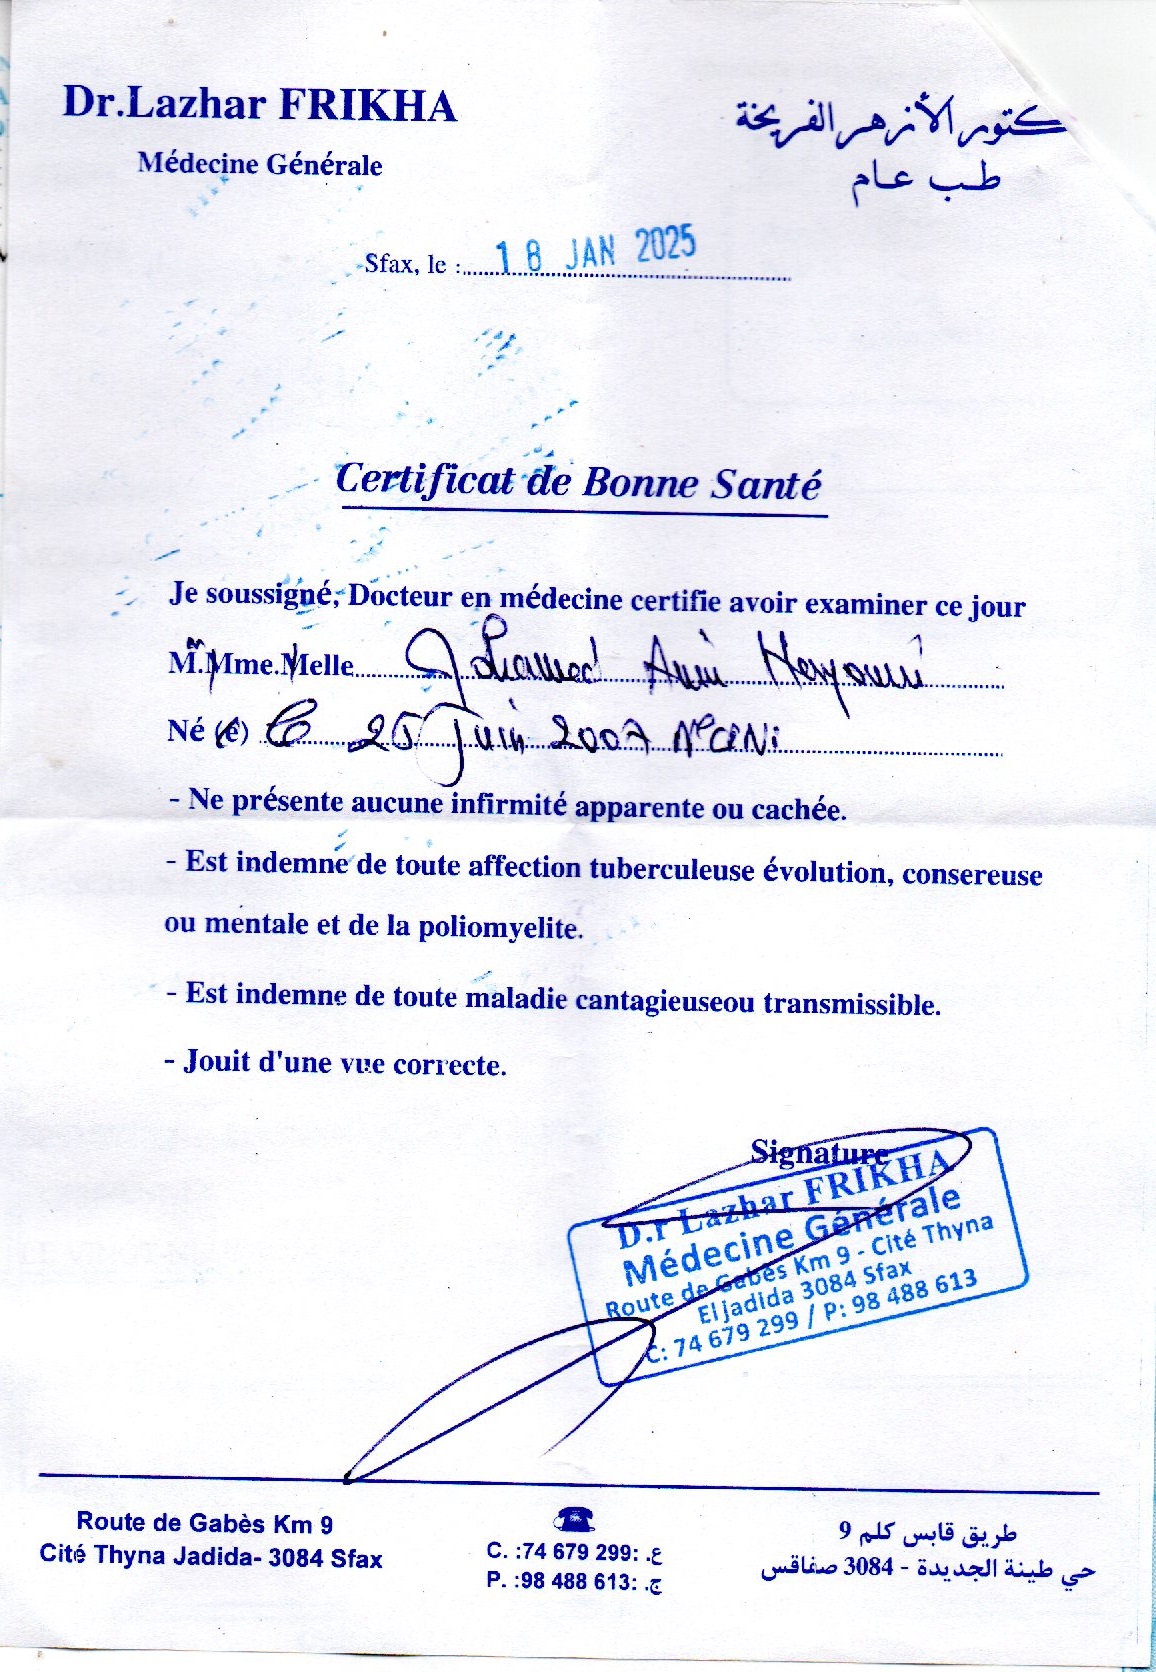 Dr.Lazhar FRIKHA
Médecine Générale
كتور الأزهر الفريخة
طب عام
Sfax, le : 18 JAN 2025
Certificat de Bonne Santé
Je soussigné, Docteur en médecine certifie avoir examiner ce jour
M./Mme.Melle Mohamed
Né (e) le 25 Juin 2007 N° CNi
- Ne présente aucune infirmité apparente ou cachée.
- Est indemne de toute affection tuberculeuse évolution, consereuse
ou mentale et de la poliomyelite.
- Est indemne de toute maladie cantagieuseou transmissible.
- Jouit d'une vue correcte.
Signature
D.r Lazhar FRIKHA
Médecine Générale
Route de Gabès Km 9 - Cité Thyna
El jadida 3084 Sfax
C: 74 679 299 / P: 98 488 613
Route de Gabès Km 9
Cité Thyna Jadida- 3084 Sfax
C. :74 679 299: .ع
P. :98 488 613: .ج
طريق قابس كلم 9
حي طينة الجديدة - 3084 صفاقس